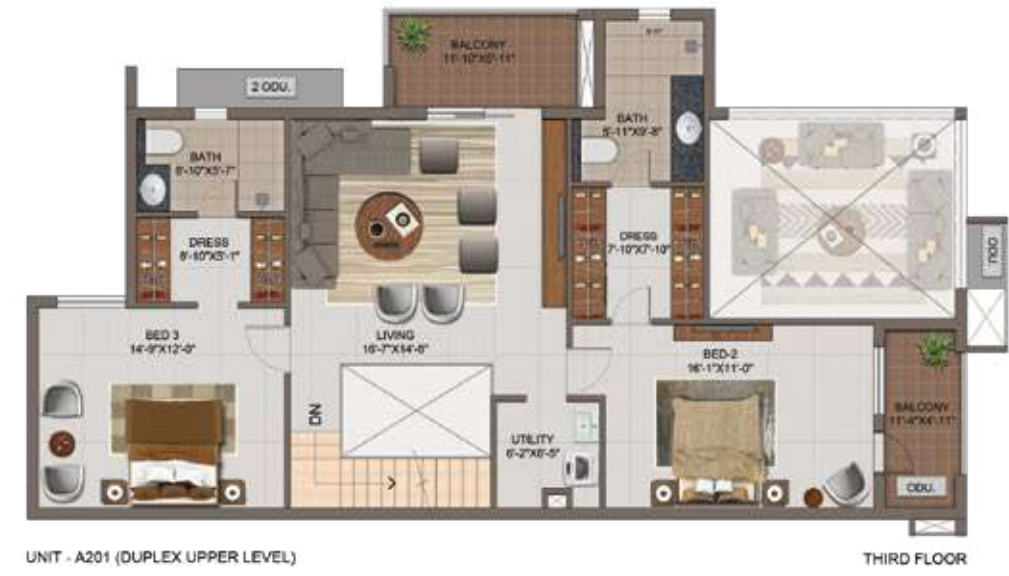 BALCONY
11'-10"X5'-11"
2 ODU.
BATH
5'-11"X9'-8"
BATH
8'-10"X5'-7"
DRESS
8'-10"X5'-1"
DRESS
7'-10"X7'-10"
ODU
BED 3
14'-9"X12'-0"
LIVING
16'-7"X14'-8"
BED-2
16'-1"X11'-0"
DN
BALCONY
11'-4"X4'-11"
UTILITY
6'-2"X6'-5"
ODU.
UNIT - A201 (DUPLEX UPPER LEVEL)
THIRD FLOOR